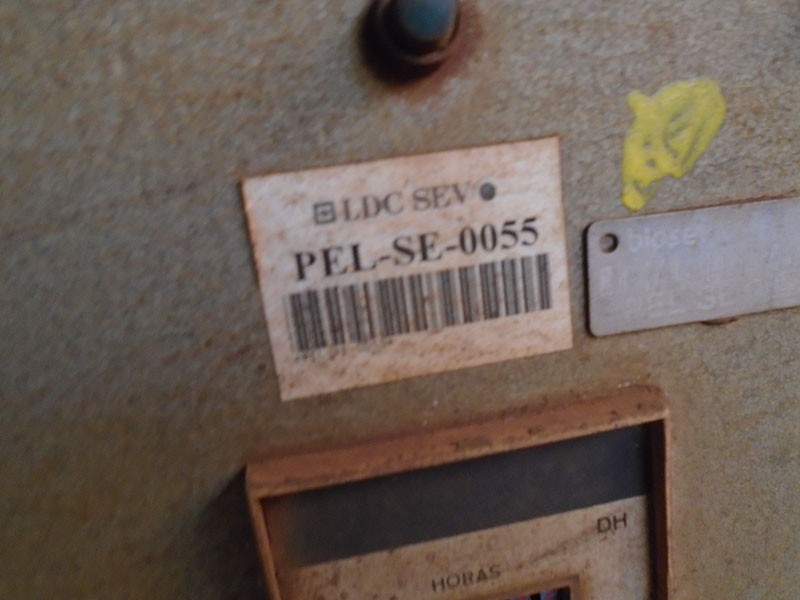 LDC SEV
PEL-SE-0055
DH
HORAS